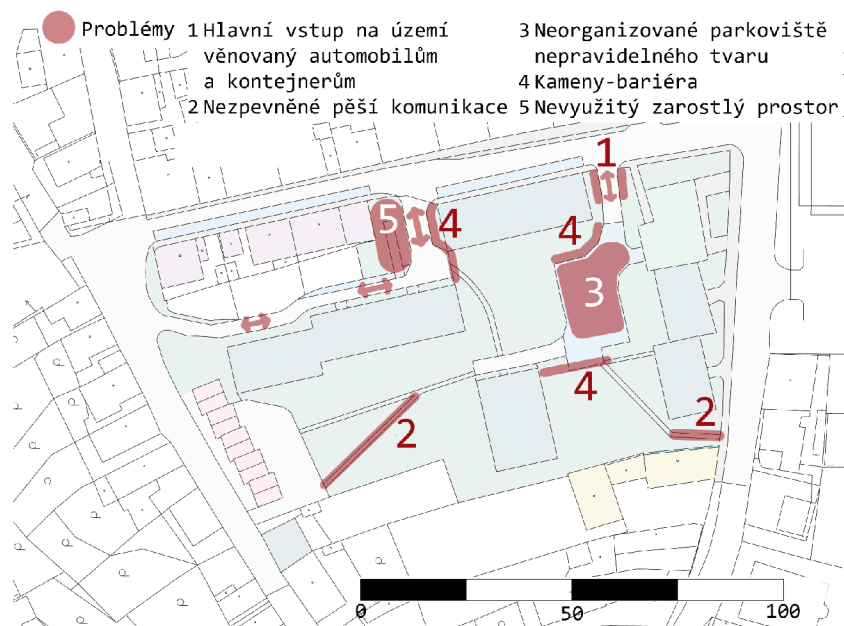 Problémy
1 Hlavní vstup na území
věnovaný automobilům
a kontejnerům
2 Nezpevněné pěší komunikace
3 Neorganizované parkoviště
nepravidelného tvaru
4 Kameny-bariéra
5 Nevyužitý zarostlý prostor
1
5
4
4
3
4
2
2
0 50 100